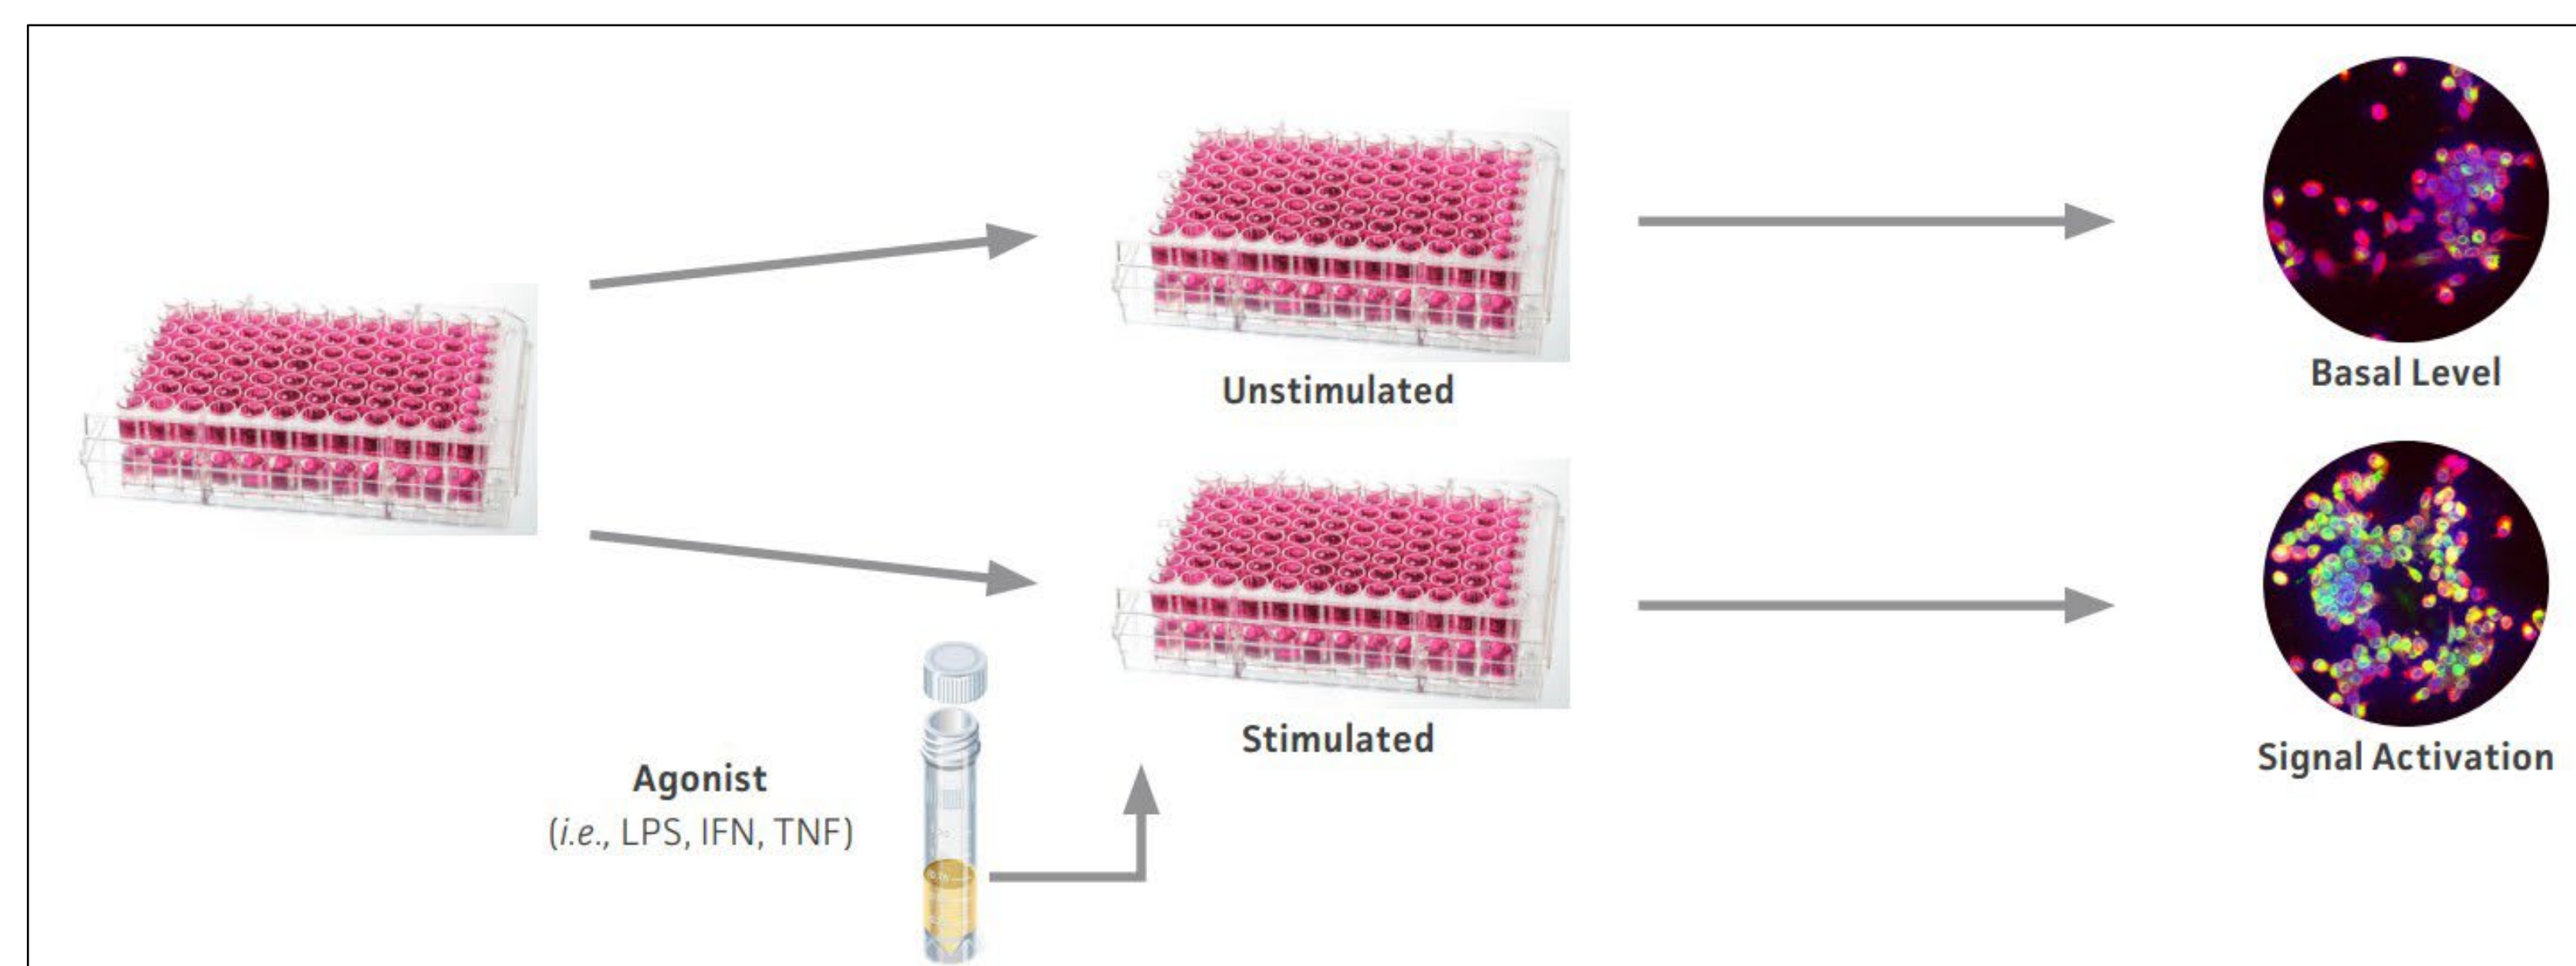 Unstimulated
Basal Level
Stimulated
Signal Activation
Agonist
(i.e., LPS, IFN, TNF)